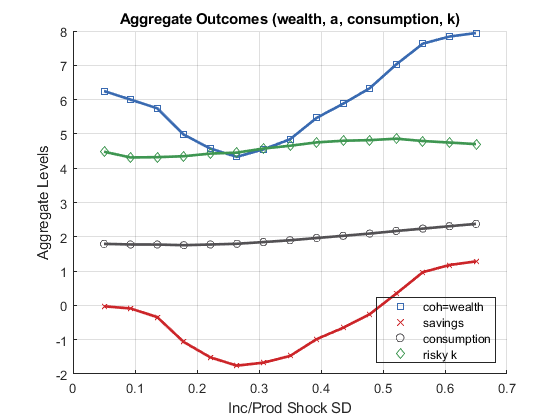 Aggregate Outcomes (wealth, a, consumption, k)
8
7
6
5
4
3
2
1
0
-1
-2
Aggregate Levels
coh=wealth
savings
consumption
risky k
0 0.1 0.2 0.3 0.4 0.5 0.6 0.7
Inc/Prod Shock SD